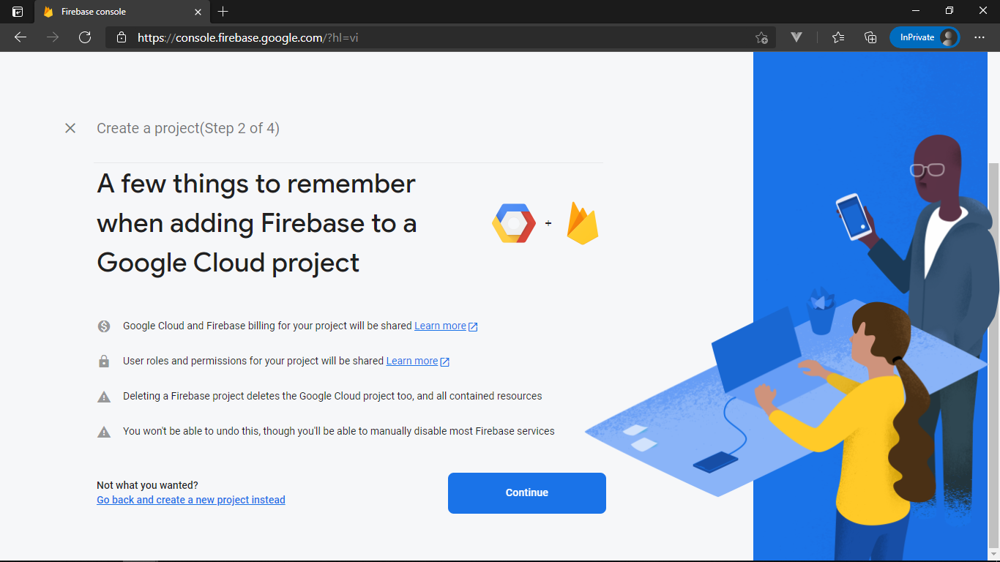 Firebase console
https://console.firebase.google.com/?hl=vi
InPrivate
Create a project(Step 2 of 4)
A few things to remember
when adding Firebase to a
Google Cloud project
+
Google Cloud and Firebase billing for your project will be shared Learn more
User roles and permissions for your project will be shared Learn more
Deleting a Firebase project deletes the Google Cloud project too, and all contained resources
You won't be able to undo this, though you'll be able to manually disable most Firebase services
Not what you wanted?
Go back and create a new project instead
Continue